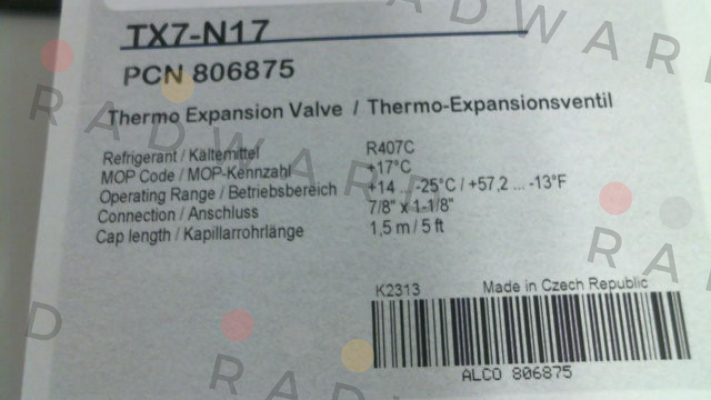 TX7-N17
PCN 806875
Thermo Expansion Valve / Thermo-Expansionsventil
Refrigerant / Kältemittel R407C
MOP Code / MOP-Kennzahl +17°C
Operating Range / Betriebsbereich +14 ... -25°C / +57,2 ... -13°F
Connection / Anschluss 7/8" x 1-1/8"
Cap length / Kapillarrohrlänge 1,5 m / 5 ft
K2313 Made in Czech Republic
ALCO 806875